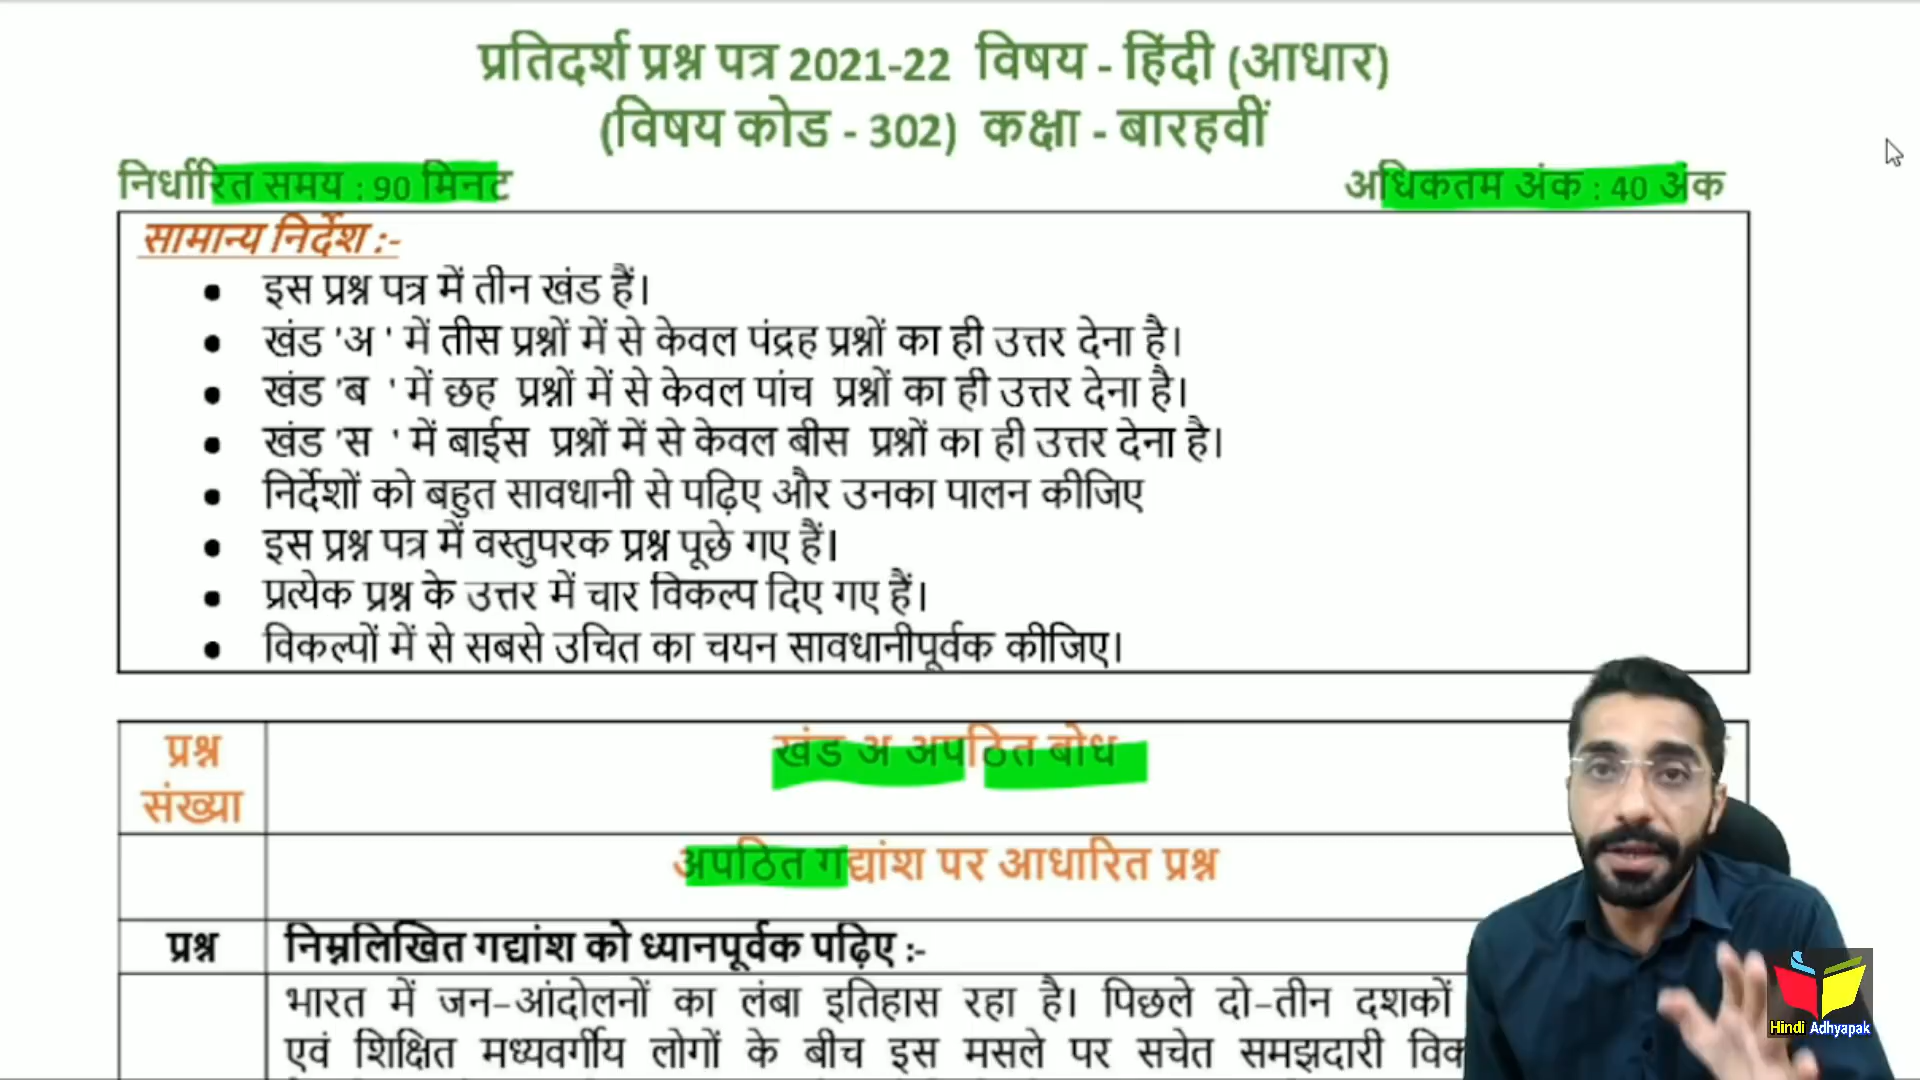 प्रतिदर्श प्रश्न पत्र 2021-22 विषय - हिंदी (आधार)
(विषय कोड - 302) कक्षा - बारहवीं
निर्धारित समय : 90 मिनट अधिकतम अंक : 40 अंक
सामान्य निर्देश :-
• इस प्रश्न पत्र में तीन खंड हैं।
• खंड 'अ ' में तीस प्रश्नों में से केवल पंद्रह प्रश्नों का ही उत्तर देना है।
• खंड 'ब ' में छह प्रश्नों में से केवल पांच प्रश्नों का ही उत्तर देना है।
• खंड 'स ' में बाईस प्रश्नों में से केवल बीस प्रश्नों का ही उत्तर देना है।
• निर्देशों को बहुत सावधानी से पढ़िए और उनका पालन कीजिए
• इस प्रश्न पत्र में वस्तुपरक प्रश्न पूछे गए हैं।
• प्रत्येक प्रश्न के उत्तर में चार विकल्प दिए गए हैं।
• विकल्पों में से सबसे उचित का चयन सावधानीपूर्वक कीजिए।
प्रश्न
संख्या
खंड अ अपठित बोध
अपठित गद्यांश पर आधारित प्रश्न
प्रश्न निम्नलिखित गद्यांश को ध्यानपूर्वक पढ़िए :-
भारत में जन-आंदोलनों का लंबा इतिहास रहा है। पिछले दो-तीन दशकों
एवं शिक्षित मध्यवर्गीय लोगों के बीच इस मसले पर सचेत समझदारी
Hindi Adhyapak